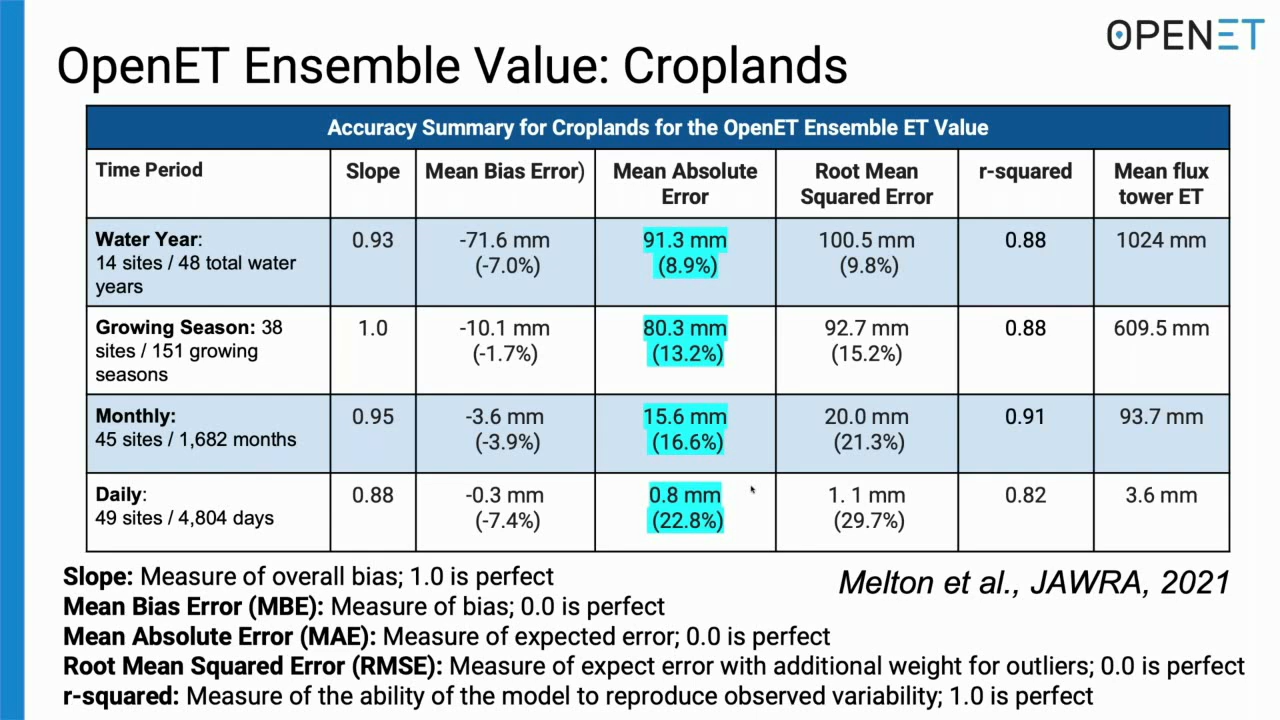 OPENET
OpenET Ensemble Value: Croplands
Accuracy Summary for Croplands for the OpenET Ensemble ET Value
Time Period
Slope
Mean Bias Error)
Mean Absolute
Error
Root Mean
Squared Error
r-squared
Mean flux
tower ET
Water Year:
14 sites / 48 total water
years
0.93
-71.6 mm
(-7.0%)
91.3 mm
(8.9%)
100.5 mm
(9.8%)
0.88
1024 mm
Growing Season: 38
sites / 151 growing
seasons
1.0
-10.1 mm
(-1.7%)
80.3 mm
(13.2%)
92.7 mm
(15.2%)
0.88
609.5 mm
Monthly:
45 sites / 1,682 months
0.95
-3.6 mm
(-3.9%)
15.6 mm
(16.6%)
20.0 mm
(21.3%)
0.91
93.7 mm
Daily:
49 sites / 4,804 days
0.88
-0.3 mm
(-7.4%)
0.8 mm
(22.8%)
1. 1 mm
(29.7%)
0.82
3.6 mm
Slope: Measure of overall bias; 1.0 is perfect
Melton et al., JAWRA, 2021
Mean Bias Error (MBE): Measure of bias; 0.0 is perfect
Mean Absolute Error (MAE): Measure of expected error; 0.0 is perfect
Root Mean Squared Error (RMSE): Measure of expect error with additional weight for outliers; 0.0 is perfect
r-squared: Measure of the ability of the model to reproduce observed variability; 1.0 is perfect